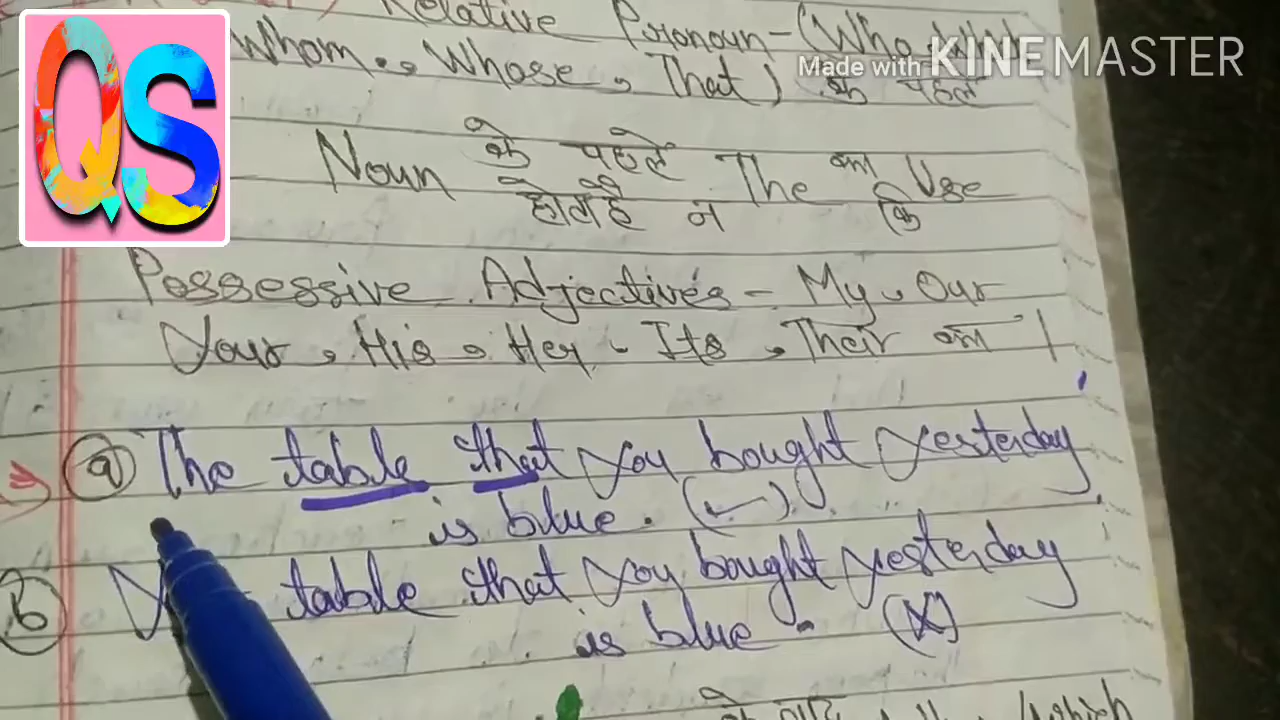 Relative Pronoun - (Who
Whom, Whose, That) के पहले
Made with KINEMASTER
QS
Noun के पहले The का Use
होता है न कि
Possessive Adjectives - My, Our
Your, His, Her, Its, Their का ।
(a) The table that you bought yesterday
is blue. (✓)
(b) table that you bought yesterday
is blue. (X)